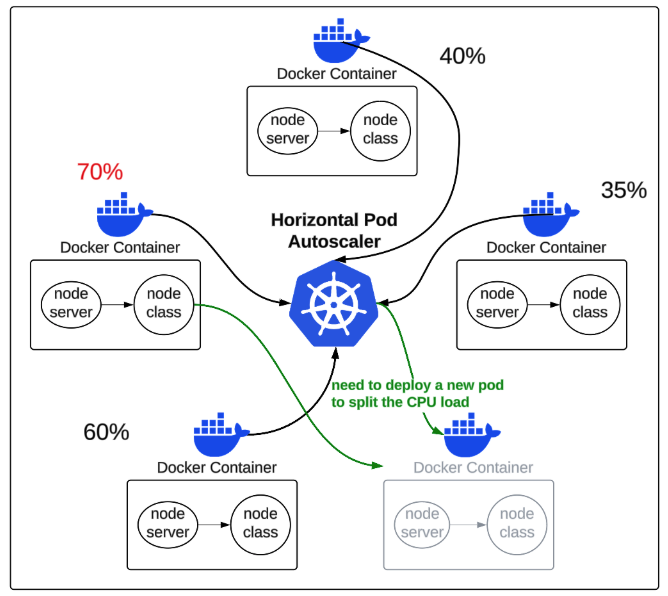 40%
Docker Container
node
server
node
class
70%
Docker Container
node
server
node
class
35%
Docker Container
node
server
node
class
Horizontal Pod
Autoscaler
need to deploy a new pod
to split the CPU load
60%
Docker Container
node
server
node
class
Docker Container
node
server
node
class